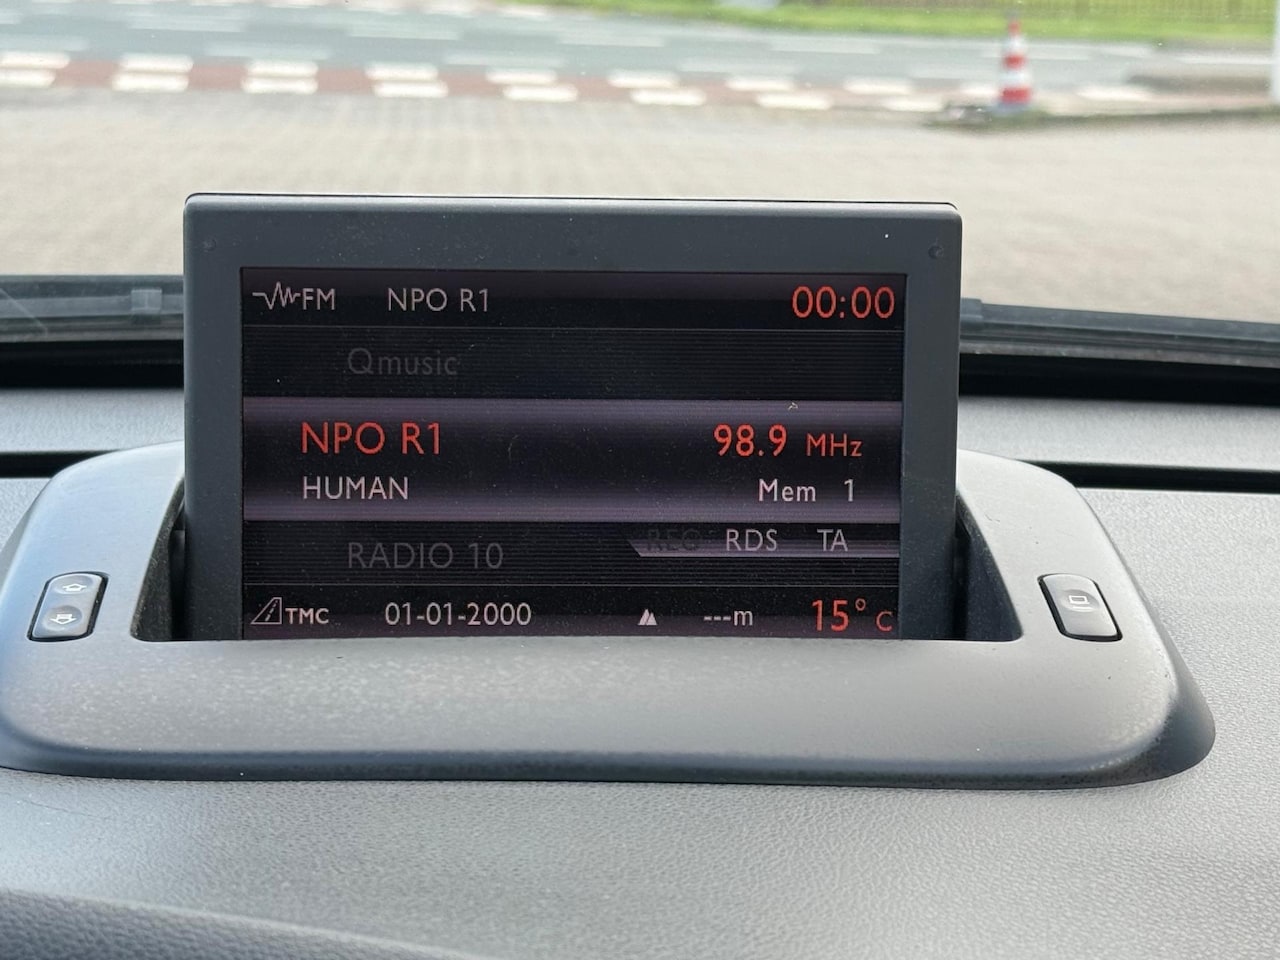 FM NPO R1 00:00
Qmusic
NPO R1 98.9 MHz
HUMAN Mem 1
REG RDS TA
RADIO 10
TMC 01-01-2000 ---m 15° C